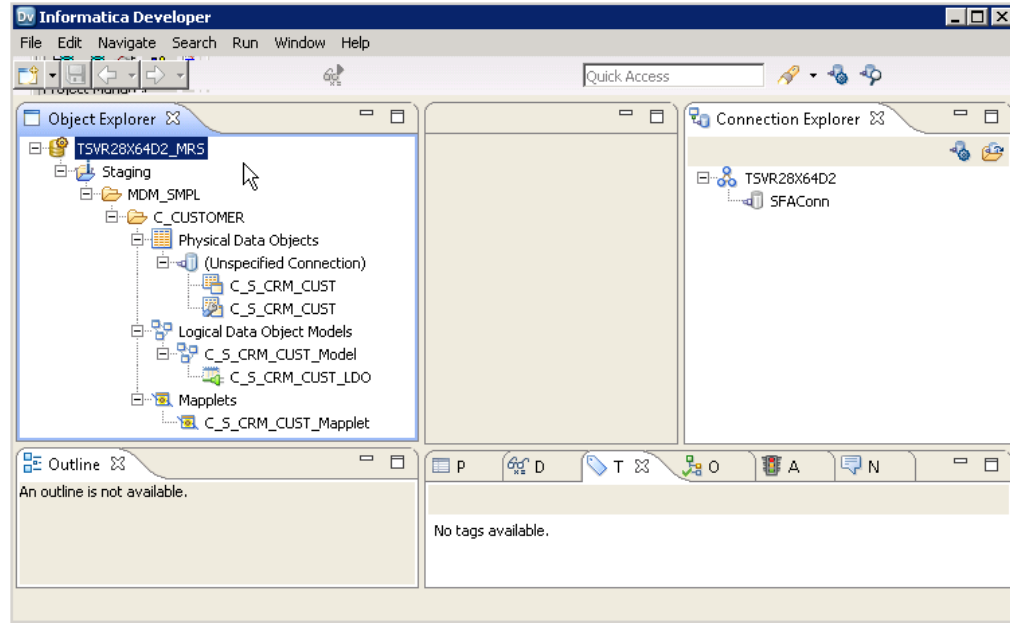 Dv Informatica Developer
File Edit Navigate Search Run Window Help
Quick Access
Object Explorer
TSVR28X64D2_MRS
Staging
MDM_SMPL
C_CUSTOMER
Physical Data Objects
(Unspecified Connection)
C_S_CRM_CUST
C_S_CRM_CUST
Logical Data Object Models
C_S_CRM_CUST_Model
C_S_CRM_CUST_LDO
Mapplets
C_S_CRM_CUST_Mapplet
Connection Explorer
TSVR28X64D2
SFAConn
Outline
An outline is not available.
P D T O A N
No tags available.